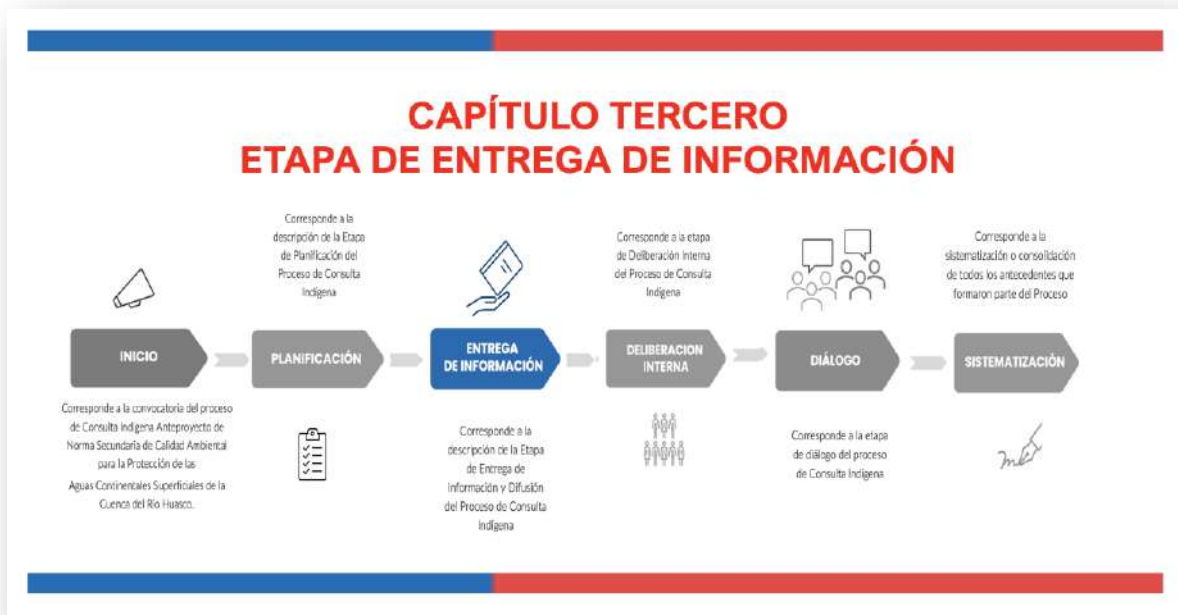 CAPÍTULO TERCERO
ETAPA DE ENTREGA DE INFORMACIÓN
INICIO
Corresponde a la convocatoria del proceso
de Consulta Indígena Anteproyecto de
Norma Secundaria de Calidad Ambiental
para la Protección de las
Aguas Continentales Superficiales de la
Cuenca del Río Huasco.
Corresponde a la
descripción de la Etapa
de Planificación del
Proceso de Consulta
Indígena
PLANIFICACIÓN
ENTREGA
DE INFORMACIÓN
Corresponde a la
descripción de la Etapa
de Entrega de
Información y Difusión
del Proceso de Consulta
Indígena
Corresponde a la etapa
de Deliberación Interna
del Proceso de Consulta
Indígena
DELIBERACION
INTERNA
DIÁLOGO
Corresponde a la etapa
de diálogo del proceso
de Consulta Indígena
Corresponde a la
sistematización o consolidación
de todos los antecedentes que
formaron parte del Proceso
SISTEMATIZACIÓN